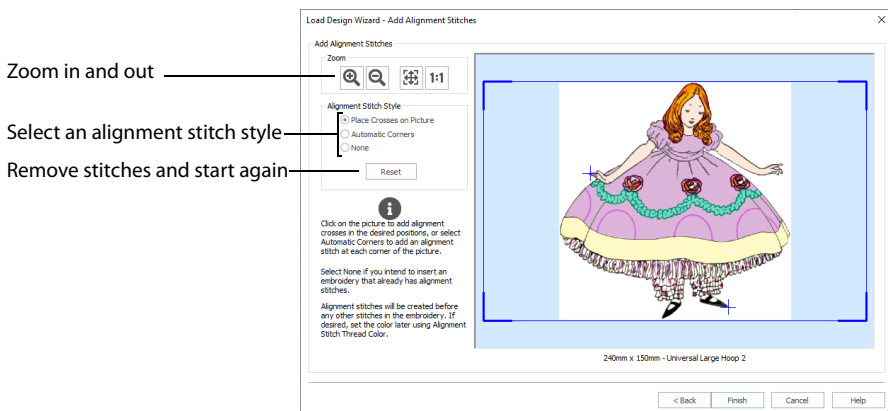 Load Design Wizard - Add Alignment Stitches
Add Alignment Stitches
Zoom
Zoom in and out
1:1
Alignment Stitch Style
Place Crosses on Picture
Select an alignment stitch style
Automatic Corners
None
Remove stitches and start again
Reset
Click on the picture to add alignment
crosses in the desired positions, or select
Automatic Corners to add an alignment
stitch at each corner of the picture.
Select None if you intend to insert an
embroidery that already has alignment
stitches.
Alignment stitches will be created before
any other stitches in the embroidery. If
desired, set the color later using Alignment
Stitch Thread Color.
240mm x 150mm - Universal Large Hoop 2
< Back
Finish
Cancel
Help